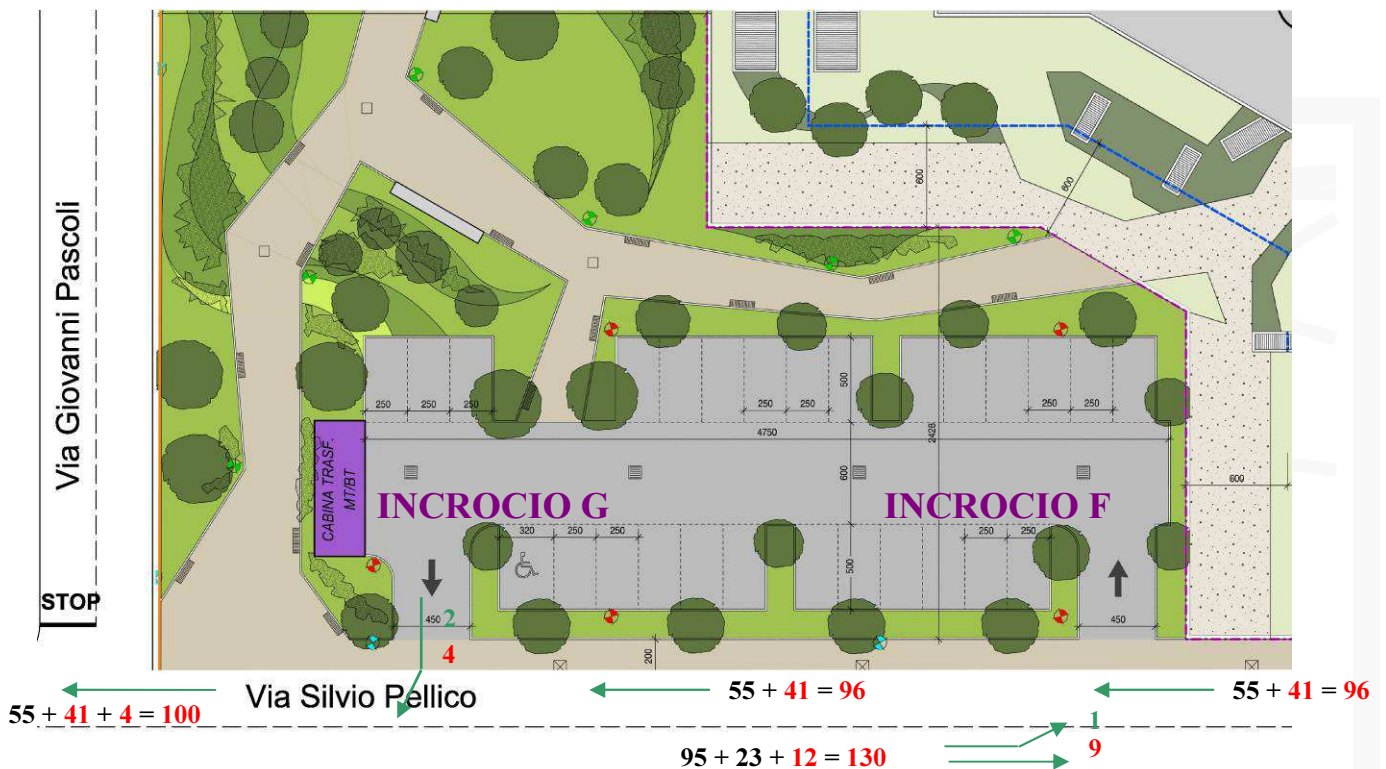 600
600
Via Giovanni Pascoli
250 250 250
250 250
250 250
500
4750
2428
CABINA TRASF.
MT/BT
600
600
INCROCIO G
INCROCIO F
320 250 250
250 250
500
STOP
450
2
450
4
200
Via Silvio Pellico
55 + 41 = 96
55 + 41 = 96
55 + 41 + 4 = 100
1
95 + 23 + 12 = 130
9